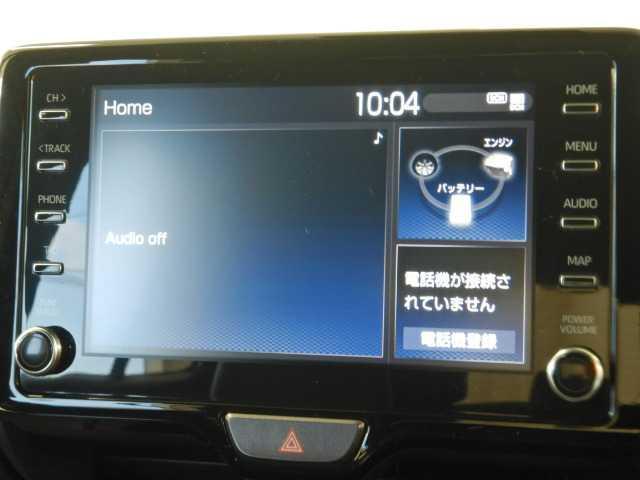 Home
10:04
DCM
エンジン
バッテリー
Audio off
電話機が接続さ
れていません
電話機登録
CH>
<TRACK
PHONE
HOME
MENU
AUDIO
MAP
POWER
VOLUME